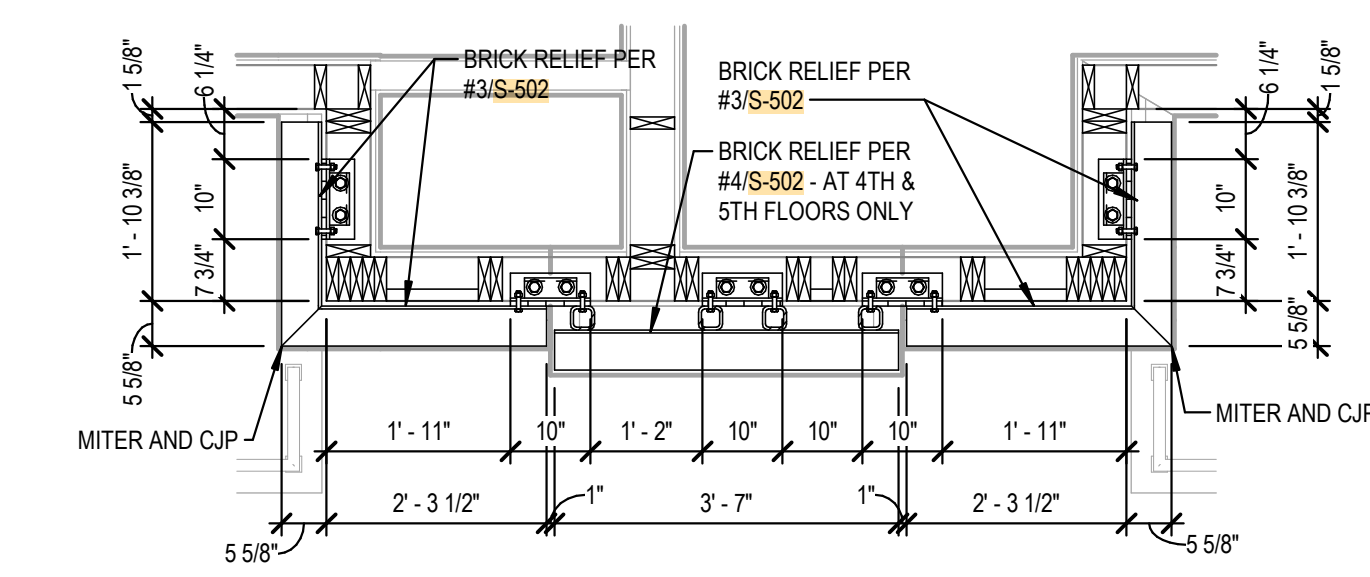 1 5/8"
6 1/4"
1' - 10 3/8"
10"
7 3/4"
5 5/8"
BRICK RELIEF PER
#3/S-502
BRICK RELIEF PER
#3/S-502
BRICK RELIEF PER
#4/S-502 - AT 4TH &
5TH FLOORS ONLY
6 1/4"
1 5/8"
10"
1' - 10 3/8"
7 3/4"
5 5/8"
MITER AND CJP
MITER AND CJP
1' - 11"
10"
1' - 2"
10"
10"
10"
1' - 11"
2' - 3 1/2"
1"
3' - 7"
1"
2' - 3 1/2"
5 5/8"
5 5/8"